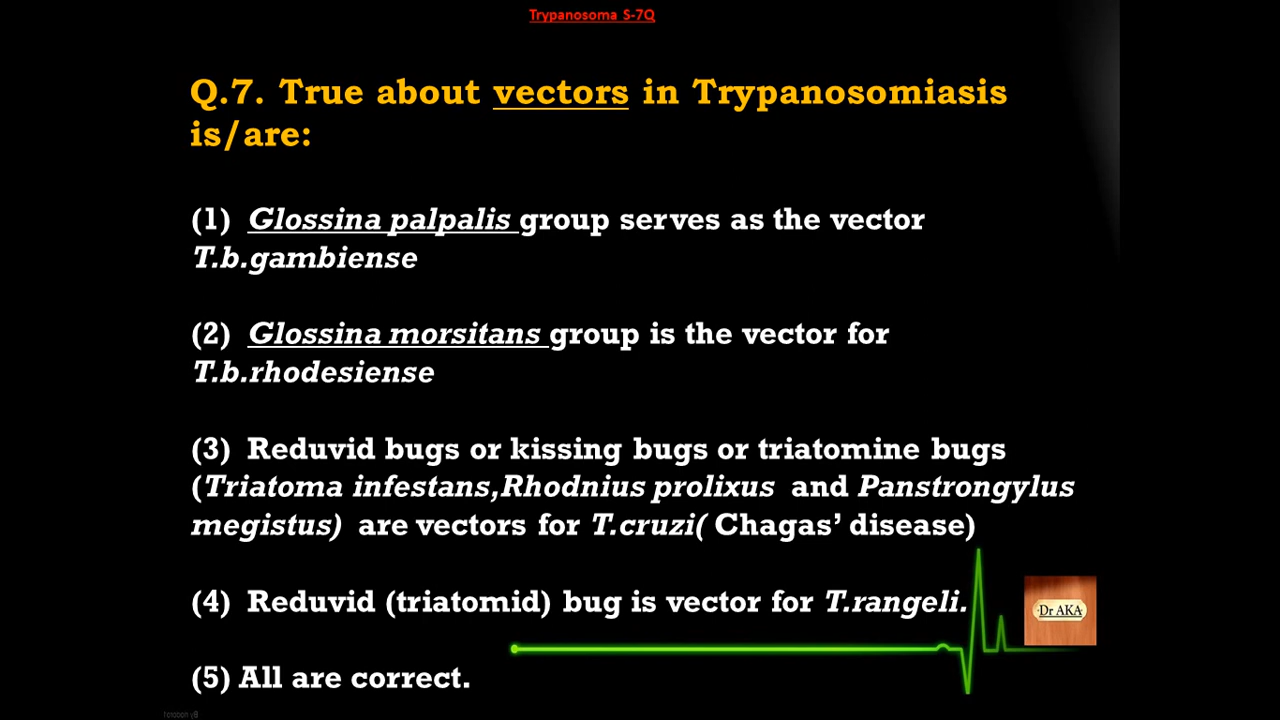 Trypanosoma S-7Q
Q.7. True about vectors in Trypanosomiasis
is/are:
(1) Glossina palpalis group serves as the vector
T.b.gambiense
(2) Glossina morsitans group is the vector for
T.b.rhodesiense
(3) Reduvid bugs or kissing bugs or triatomine bugs
(Triatoma infestans,Rhodnius prolixus and Panstrongylus
megistus) are vectors for T.cruzi( Chagas’ disease)
(4) Reduvid (triatomid) bug is vector for T.rangeli.
Dr AKA
(5) All are correct.